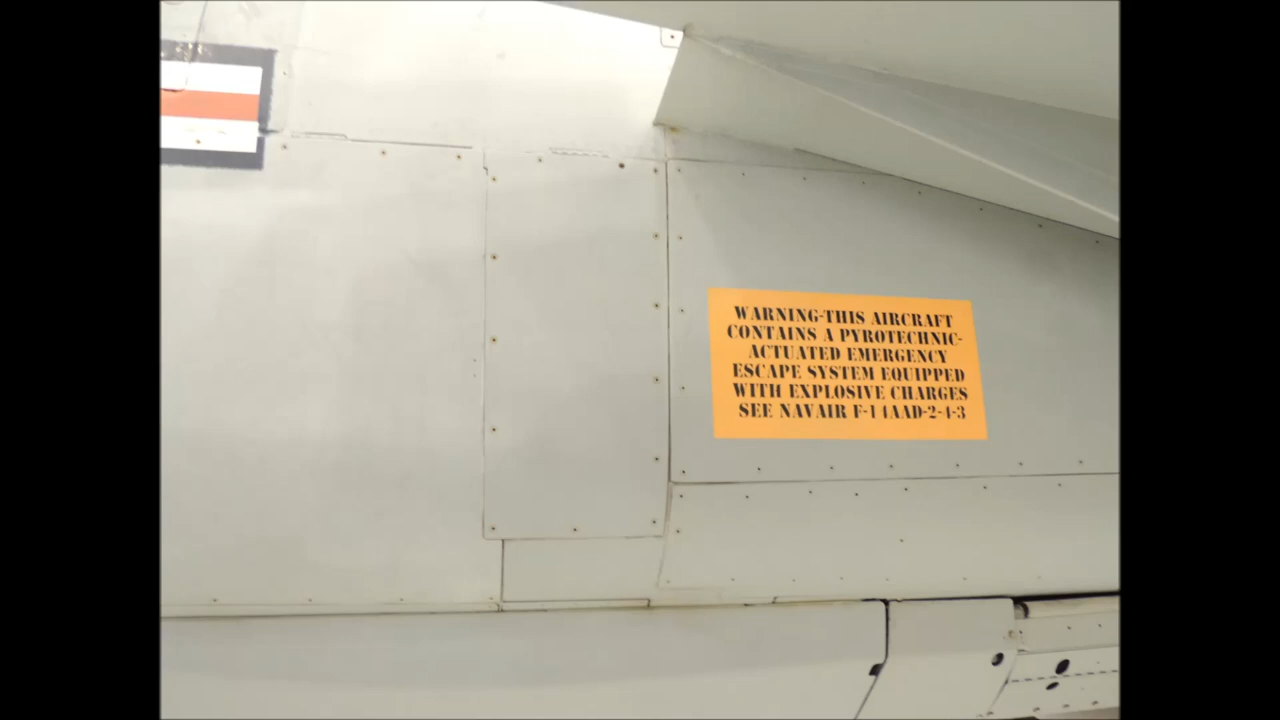 WARNING-THIS AIRCRAFT
CONTAINS A PYROTECHNIC-
ACTUATED EMERGENCY
ESCAPE SYSTEM EQUIPPED
WITH EXPLOSIVE CHARGES
SEE NAVAIR F-14AAD-2-4-3